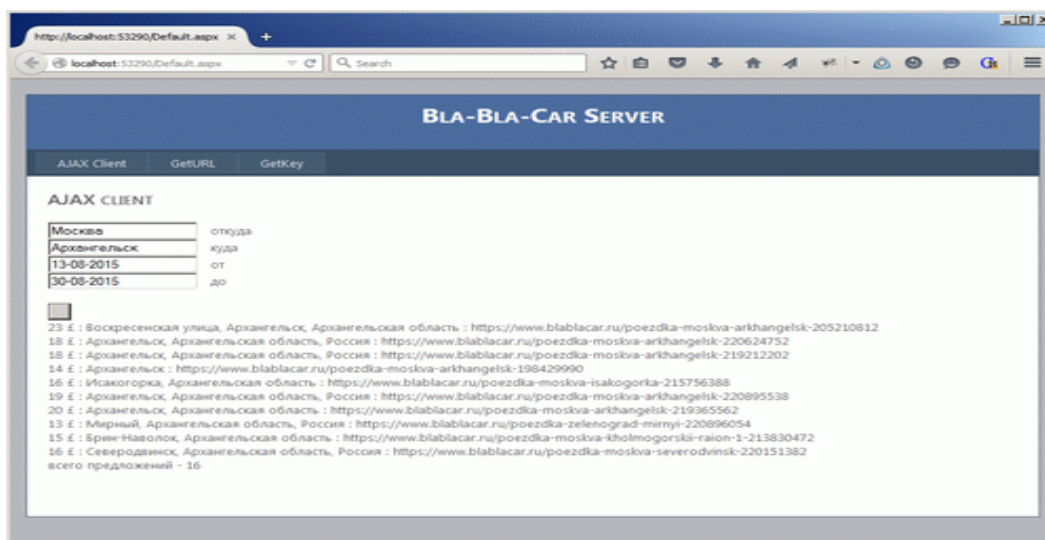 http://localhost:53290/Default.aspx
localhost:53290/Default.aspx
Search
BLA-BLA-CAR SERVER
AJAX Client GetURL GetKey
AJAX CLIENT
Москва откуда
Архангельск куда
13-08-2015 от
30-08-2015 до
23 £ : Воскресенская улица, Архангельск, Архангельская область : https://www.blablacar.ru/poezdka-moskva-arkhangelsk-205210812
18 £ : Архангельск, Архангельская область, Россия : https://www.blablacar.ru/poezdka-moskva-arkhangelsk-220624752
18 £ : Архангельск, Архангельская область, Россия : https://www.blablacar.ru/poezdka-moskva-arkhangelsk-219212202
14 £ : Архангельск : https://www.blablacar.ru/poezdka-moskva-arkhangelsk-198429990
16 £ : Исакогорка, Архангельская область : https://www.blablacar.ru/poezdka-moskva-isakogorka-215756388
19 £ : Архангельск, Архангельская область, Россия : https://www.blablacar.ru/poezdka-moskva-arkhangelsk-220895538
20 £ : Архангельск, Архангельская область, : https://www.blablacar.ru/poezdka-moskva-arkhangelsk-219365562
13 £ : Мирный, Архангельская область, Россия : https://www.blablacar.ru/poezdka-zelenograd-mirnyi-220896054
15 £ : Брин-Наволок, Архангельская область : https://www.blablacar.ru/poezdka-moskva-kholmogorskii-raion-1-213830472
16 £ : Северодвинск, Архангельская область, Россия : https://www.blablacar.ru/poezdka-moskva-severodvinsk-220151382
всего предложений - 16